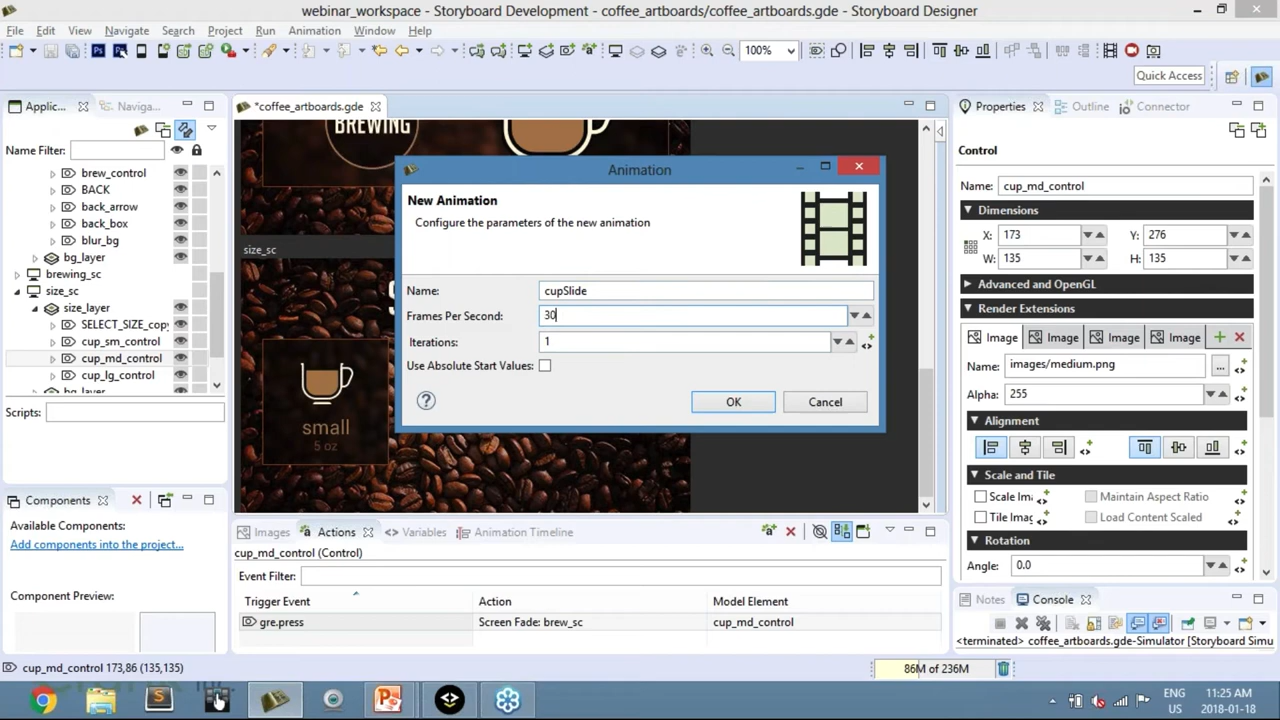 webinar_workspace - Storyboard Development - coffee_artboards/coffee_artboards.gde - Storyboard Designer
File Edit View Navigate Search Project Run Animation Window Help
100%
Quick Access
Applic...
Naviga...
*coffee_artboards.gde
Properties
Outline
Connector
Name Filter:
brew_control
BACK
back_arrow
back_box
blur_bg
bg_layer
brewing_sc
size_sc
size_layer
SELECT_SIZE_copy
cup_sm_control
cup_md_control
cup_lg_control
bg_layer
Scripts:
BREWING
size_sc
small
5 oz
Animation
New Animation
Configure the parameters of the new animation
Name: cupSlide
Frames Per Second: 30
Iterations: 1
Use Absolute Start Values:
OK
Cancel
Control
Name: cup_md_control
Dimensions
X: 173 Y: 276
W: 135 H: 135
Advanced and OpenGL
Render Extensions
Image Image Image Image
Name: images/medium.png ...
Alpha: 255
Alignment
Scale and Tile
Scale Ima Maintain Aspect Ratio
Tile Imag Load Content Scaled
Rotation
Angle: 0.0
Components
Available Components:
Add components into the project...
Component Preview:
Images
Actions
Variables
Animation Timeline
cup_md_control (Control)
Event Filter:
Trigger Event Action Model Element
gre.press Screen Fade: brew_sc cup_md_control
Notes
Console
<terminated> coffee_artboards.gde-Simulator [Storyboard Simu
cup_md_control 173,86 (135,135)
86M of 236M
ENG
US
11:25 AM
2018-01-18